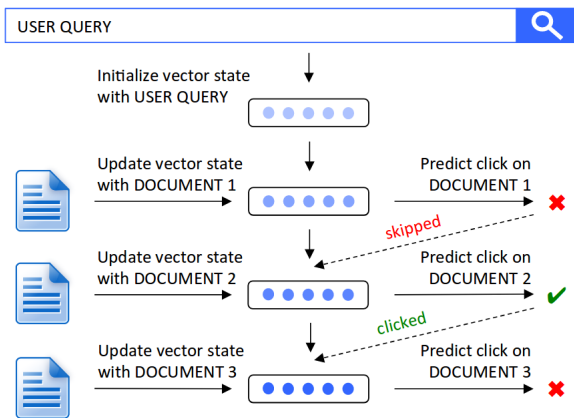 USER QUERY
Initialize vector state
with USER QUERY
Update vector state
with DOCUMENT 1
Predict click on
DOCUMENT 1
skipped
Update vector state
with DOCUMENT 2
Predict click on
DOCUMENT 2
clicked
Update vector state
with DOCUMENT 3
Predict click on
DOCUMENT 3